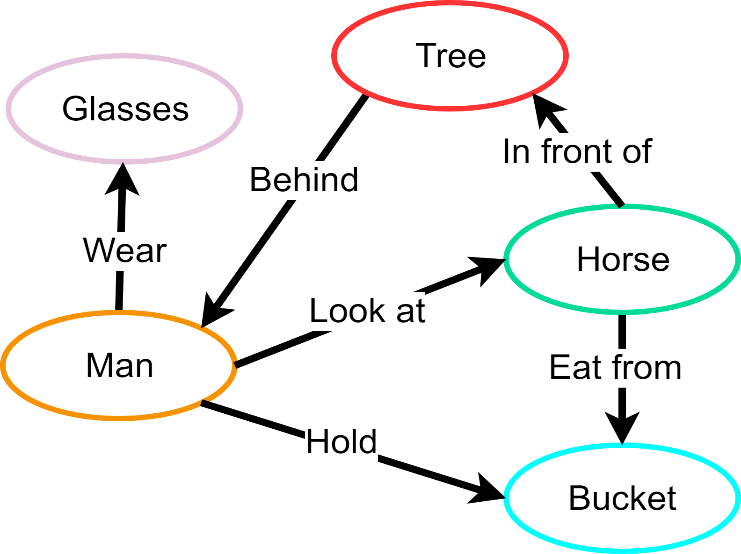 Tree
Glasses
In front of
Behind
Wear
Horse
Look at
Man
Eat from
Hold
Bucket